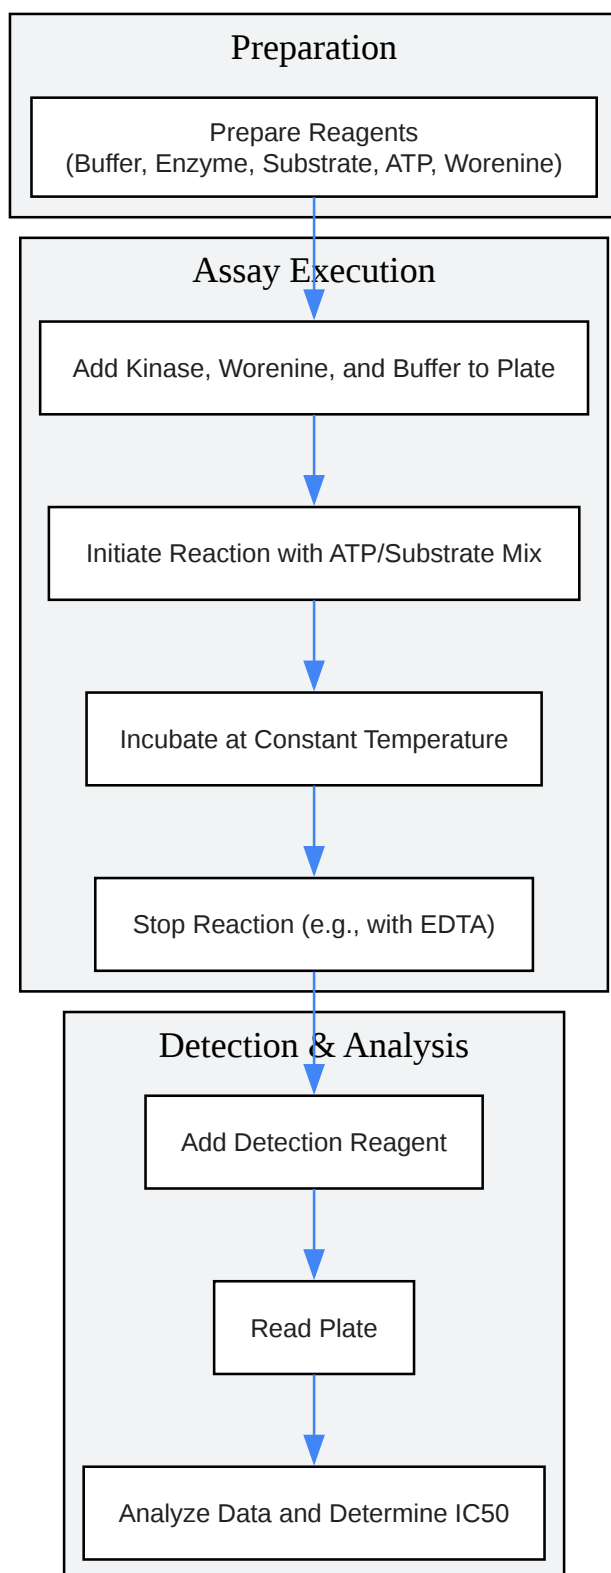 Preparation
Prepare Reagents
(Buffer, Enzyme, Substrate, ATP, Worenine)
Assay Execution
Add Kinase, Worenine, and Buffer to Plate
Initiate Reaction with ATP/Substrate Mix
Incubate at Constant Temperature
Stop Reaction (e.g., with EDTA)
Detection & Analysis
Add Detection Reagent
Read Plate
Analyze Data and Determine IC50